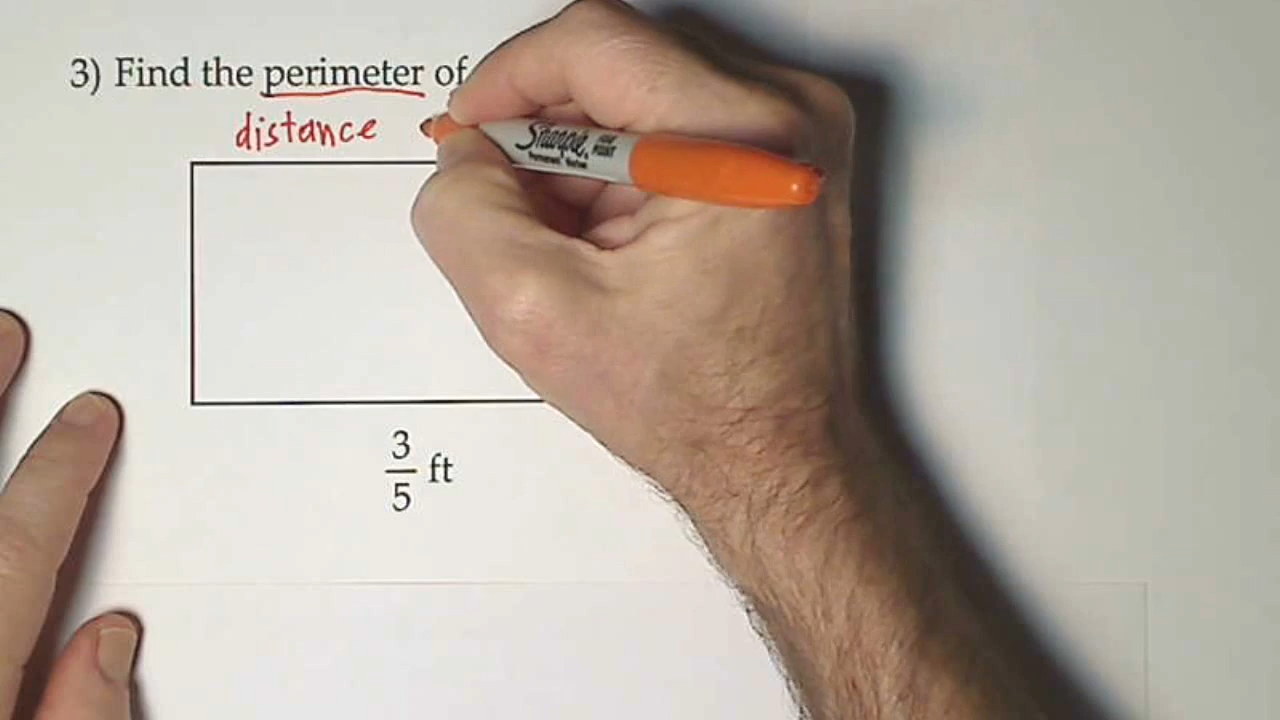 3) Find the perimeter of
distance
Sharpie
3
5
ft